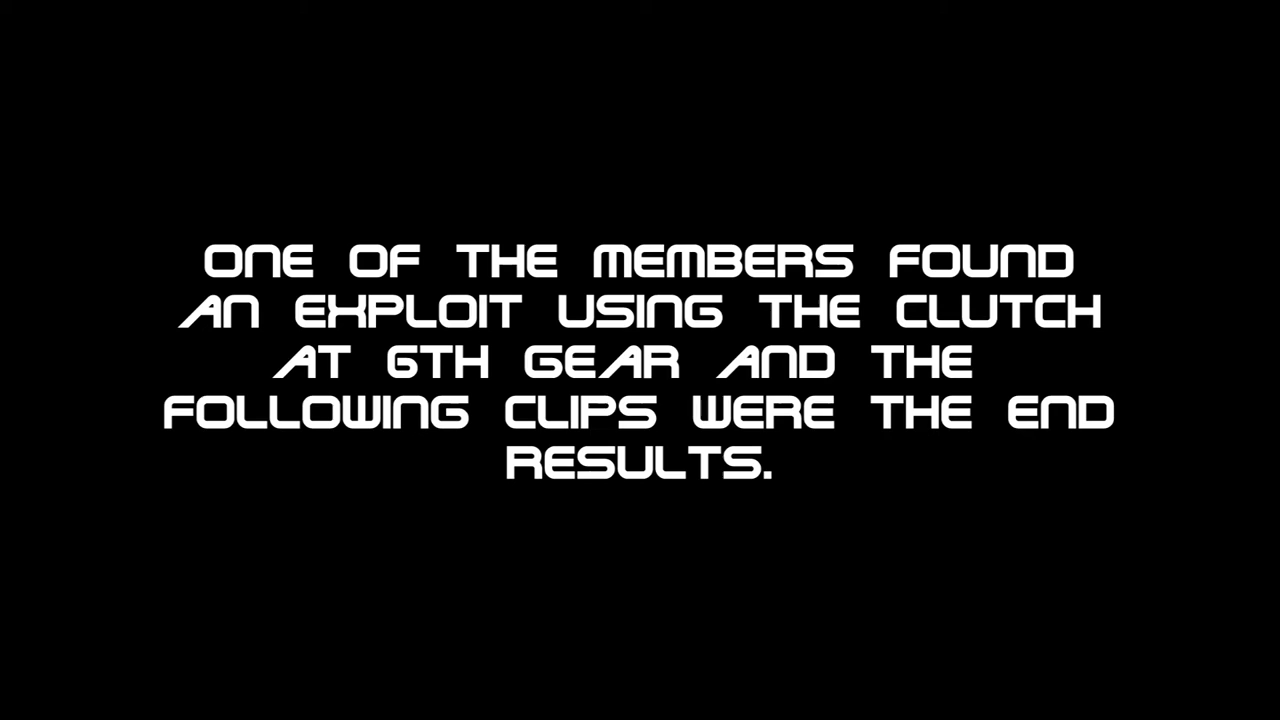 ONE OF THE MEMBERS FOUND
AN EXPLOIT USING THE CLUTCH
AT 6TH GEAR AND THE
FOLLOWING CLIPS WERE THE END
RESULTS.